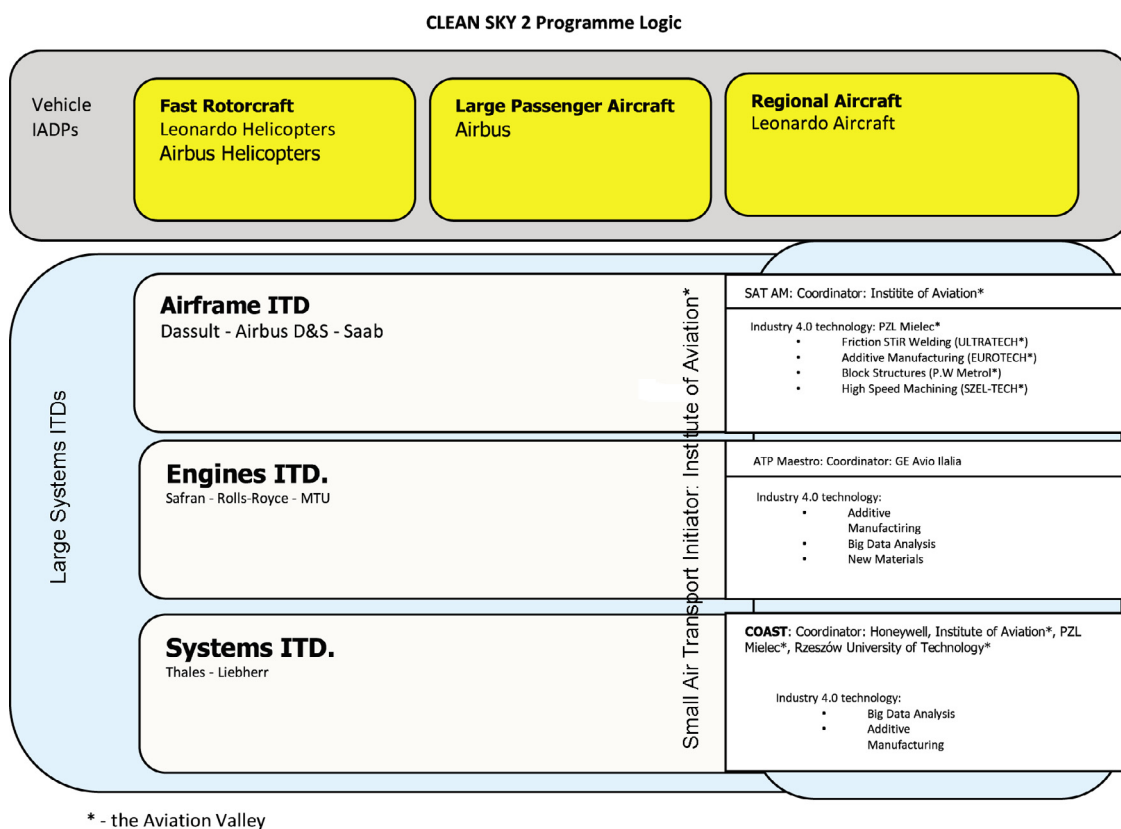 CLEAN SKY 2 Programme Logic
Vehicle
IADPs
Fast Rotorcraft
Leonardo Helicopters
Airbus Helicopters
Large Passenger Aircraft
Airbus
Regional Aircraft
Leonardo Aircraft
Large Systems ITDs
Airframe ITD
Dassult - Airbus D&S - Saab
Engines ITD.
Safran - Rolls-Royce - MTU
Systems ITD.
Thales - Liebherr
Small Air Transport Initiator: Institute of Aviation*
SAT AM: Coordinator: Institite of Aviation*
Industry 4.0 technology: PZL Mielec*
▪ Friction STiR Welding (ULTRATECH*)
▪ Additive Manufacturing (EUROTECH*)
▪ Block Structures (P.W Metrol*)
▪ High Speed Machining (SZEL-TECH*)
ATP Maestro: Coordinator: GE Avio Ilalia
Industry 4.0 technology:
▪ Additive
Manufactiring
▪ Big Data Analysis
▪ New Materials
COAST: Coordinator: Honeywell, Institute of Aviation*, PZL
Mielec*, Rzeszów University of Technology*
Industry 4.0 technology:
▪ Big Data Analysis
▪ Additive
Manufacturing
* - the Aviation Valley